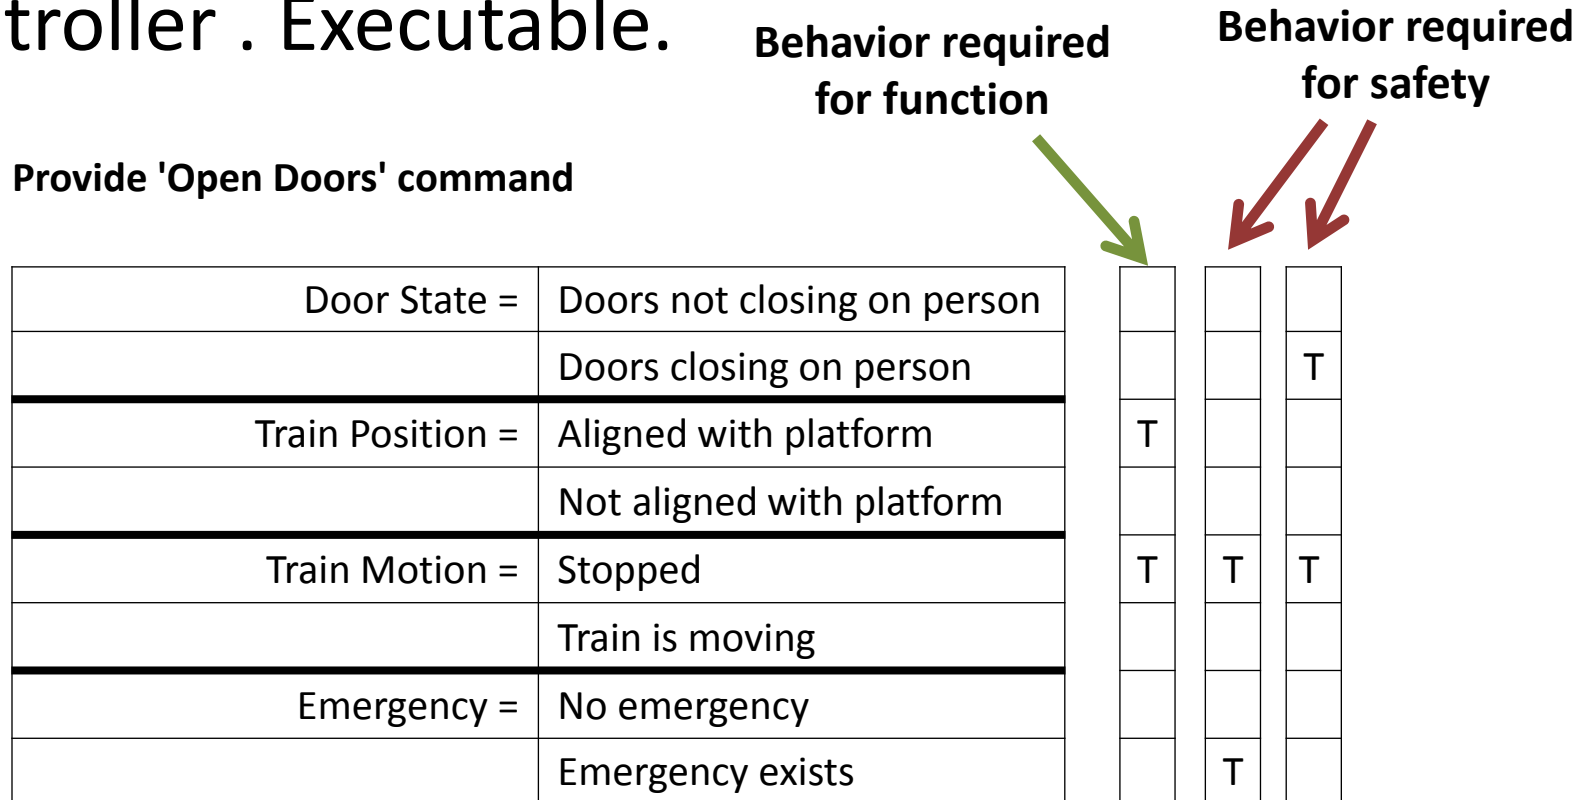 troller . Executable.
Behavior required
for function
Behavior required
for safety
Provide 'Open Doors' command
Door State = Doors not closing on person
Doors closing on person T
Train Position = Aligned with platform T
Not aligned with platform
Train Motion = Stopped T T T
Train is moving
Emergency = No emergency
Emergency exists T